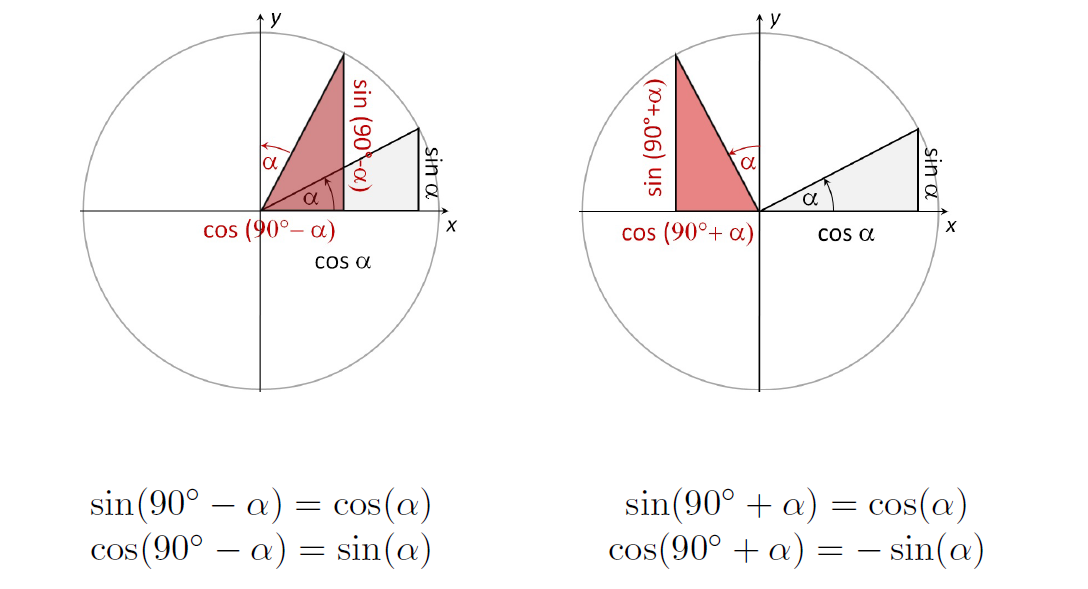 y
sin (90°-α)
α
sin α
α
cos (90°– α)
x
cos α
y
sin (90°+α)
α
sin α
α
cos (90°+ α)
cos α
x
sin(90° − α) = cos(α)
cos(90° − α) = sin(α)
sin(90° + α) = cos(α)
cos(90° + α) = − sin(α)